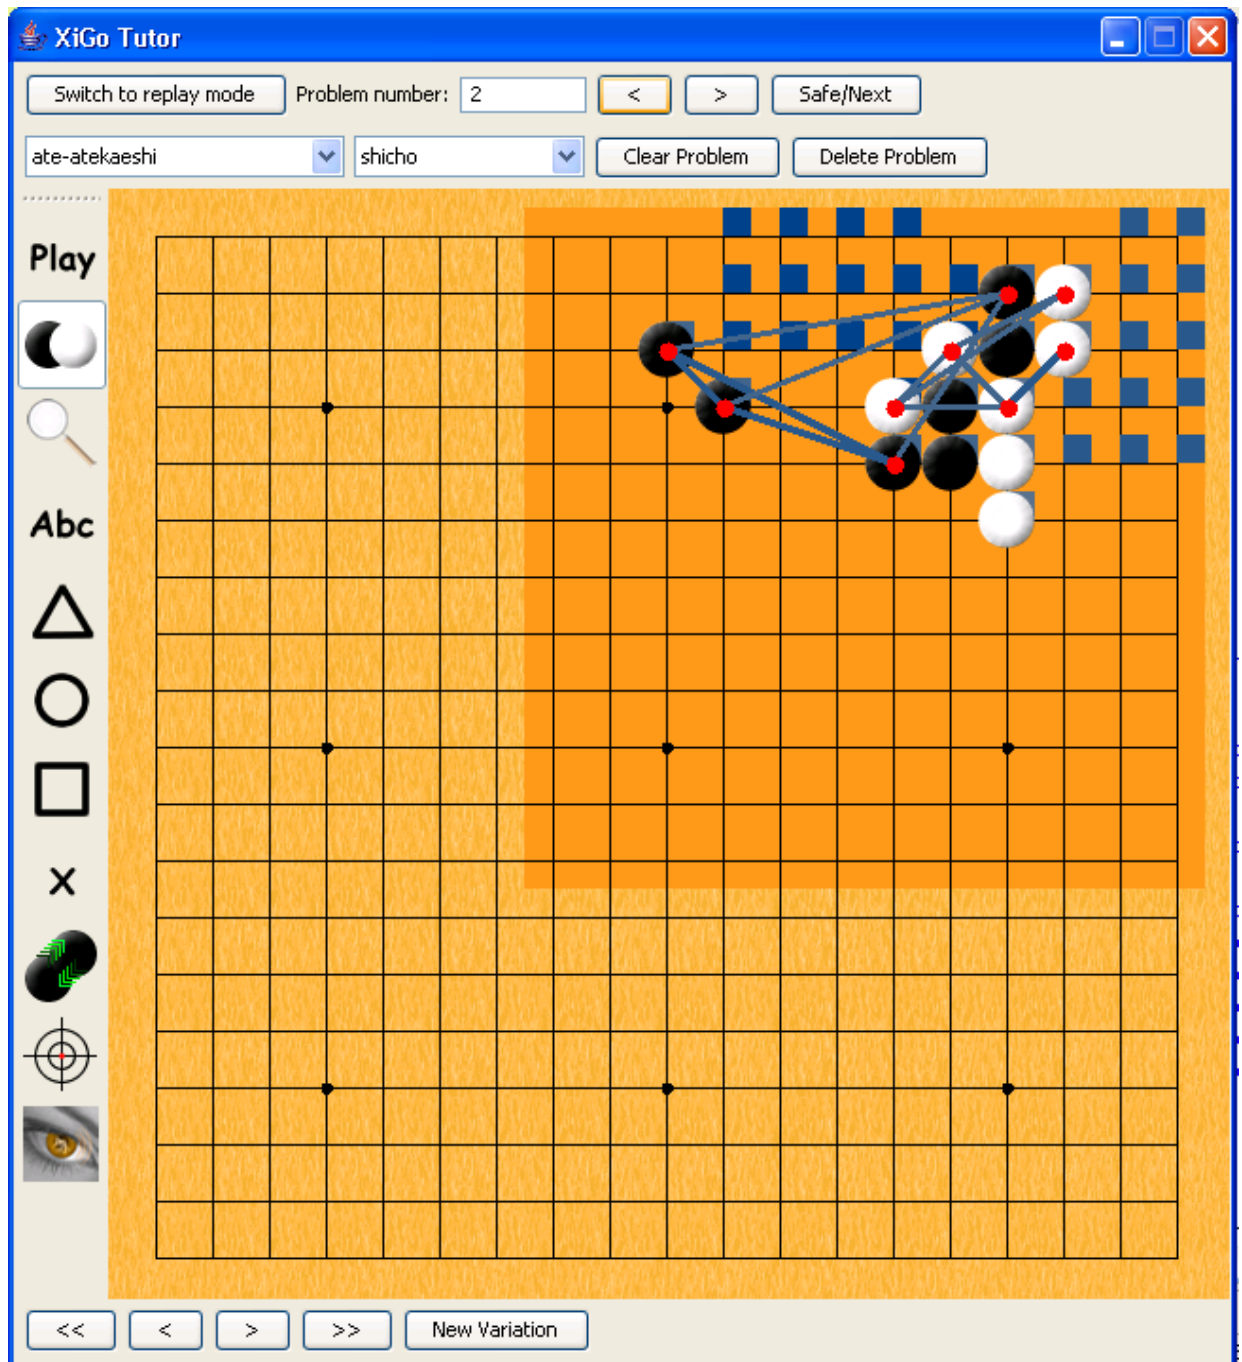 XiGo Tutor
Switch to replay mode Problem number: 2 < > Safe/Next
ate-atekaeshi shicho Clear Problem Delete Problem
Play
Abc
x
<< < > >> New Variation